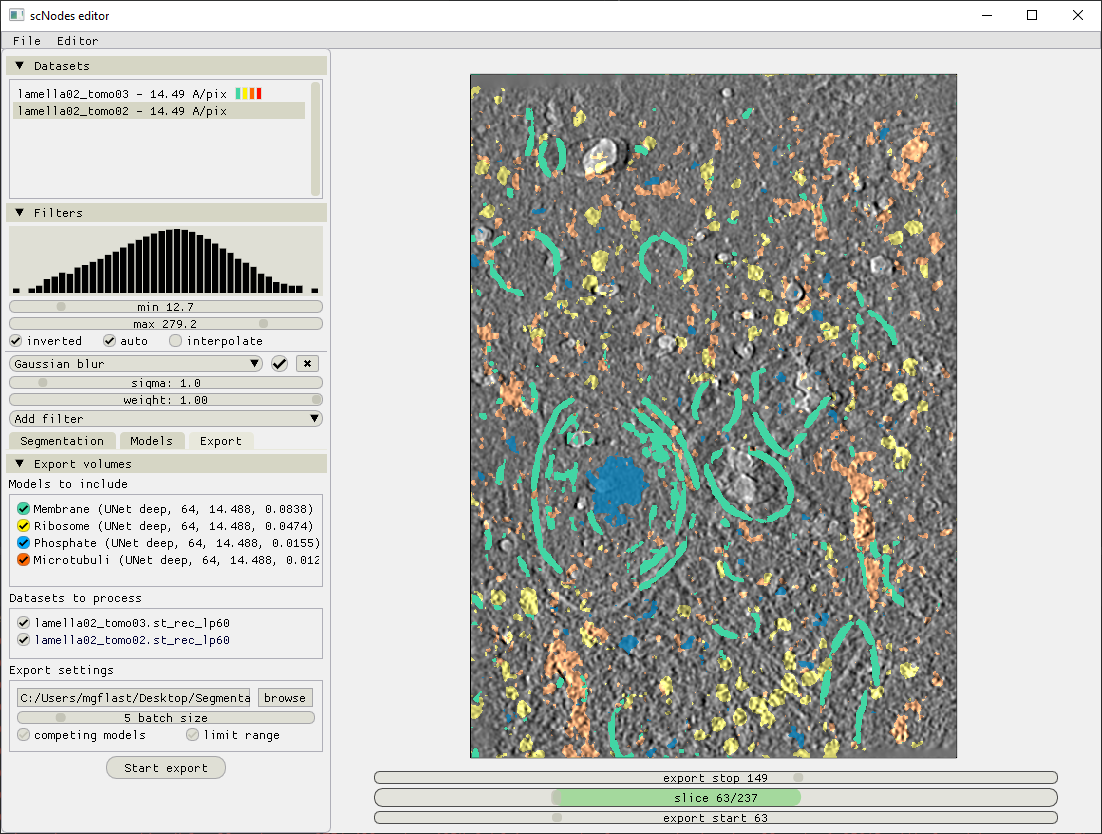 scNodes editor
File Editor
Datasets
lamella02_tomo03 - 14.49 A/pix
lamella02_tomo02 - 14.49 A/pix
Filters
min 12.7
max 279.2
inverted auto interpolate
Gaussian blur
sigma: 1.0
weight: 1.00
Add filter
Segmentation Models Export
Export volumes
Models to include
Membrane (UNet deep, 64, 14.488, 0.0838)
Ribosome (UNet deep, 64, 14.488, 0.0474)
Phosphate (UNet deep, 64, 14.488, 0.0155)
Microtubuli (UNet deep, 64, 14.488, 0.012
Datasets to process
lamella02_tomo03.st_rec_lp60
lamella02_tomo02.st_rec_lp60
Export settings
C:/Users/mgflast/Desktop/Segmenta browse
5 batch size
competing models limit range
Start export
export stop 149
slice 63/237
export start 63